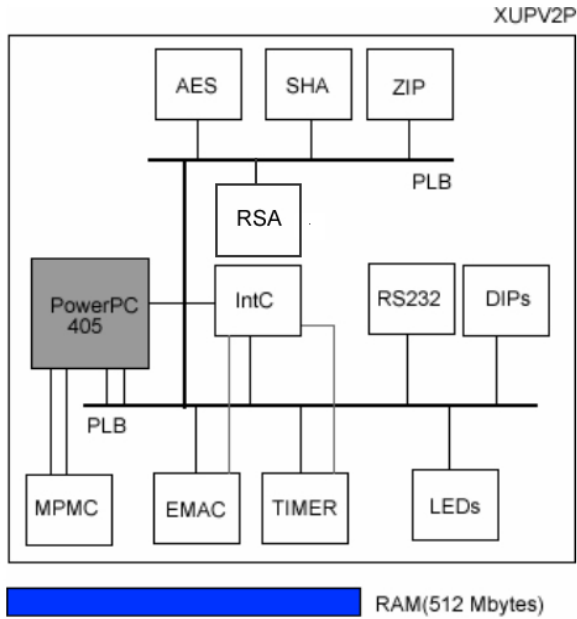 XUPV2P
AES
SHA
ZIP
PLB
RSA
PowerPC
405
IntC
RS232
DIPs
PLB
MPMC
EMAC
TIMER
LEDs
RAM(512 Mbytes)